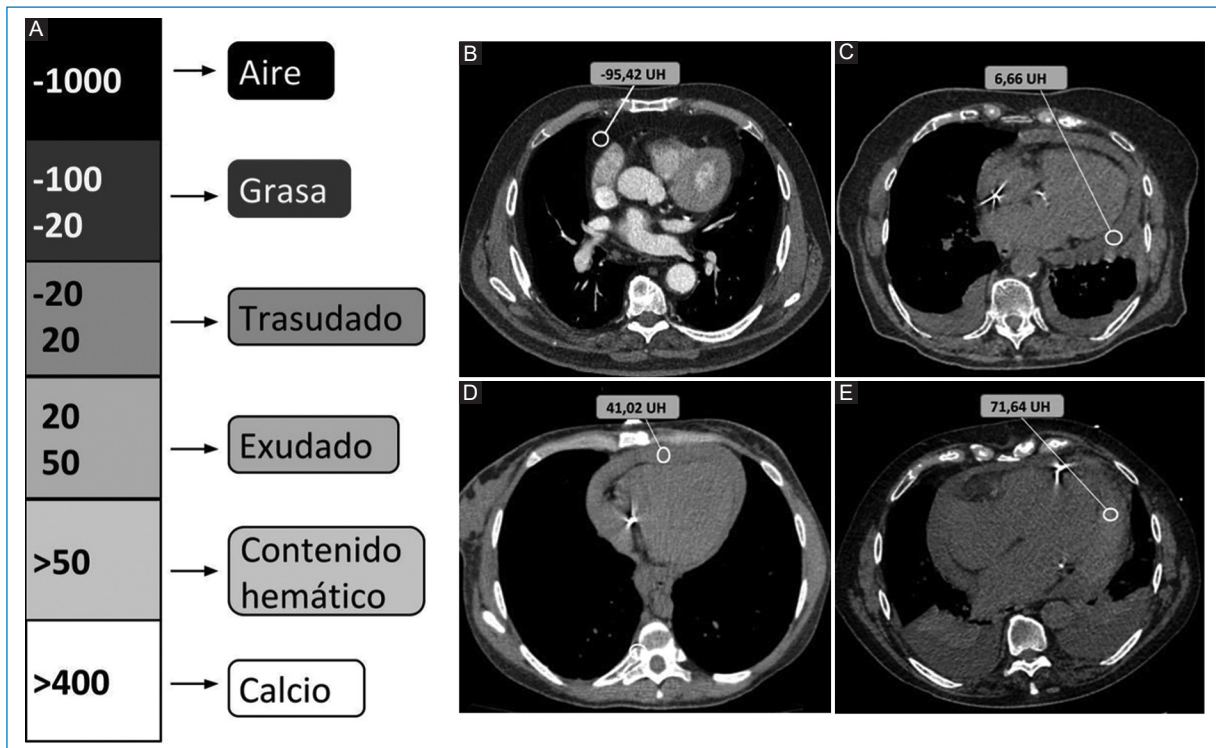 A
-1000
Aire
-100
-20
Grasa
-20
20
Trasudado
20
50
Exudado
>50
Contenido
hemático
>400
Calcio
B
-95,42 UH
C
6,66 UH
D
41,02 UH
E
71,64 UH